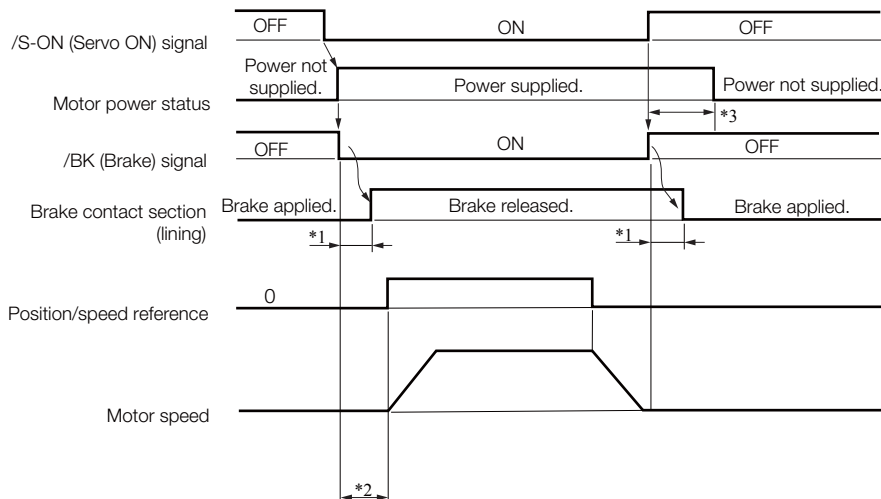 OFF ON OFF
/S-ON (Servo ON) signal
Power not
supplied.
Power supplied.
Power not supplied.
Motor power status
*3
OFF ON OFF
/BK (Brake) signal
Brake applied. Brake released. Brake applied.
Brake contact section
(lining)
*1 *1
0
Position/speed reference
Motor speed
*2